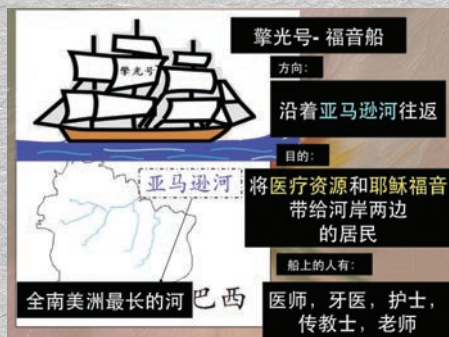 擎光号
擎光号- 福音船
方向:
沿着亚马逊河往返
目的:
将医疗资源和耶稣福音
带给河岸两边
的居民
船上的人有:
医师，牙医，护士，
传教士，老师
亚马逊河
全南美洲最长的河
巴西